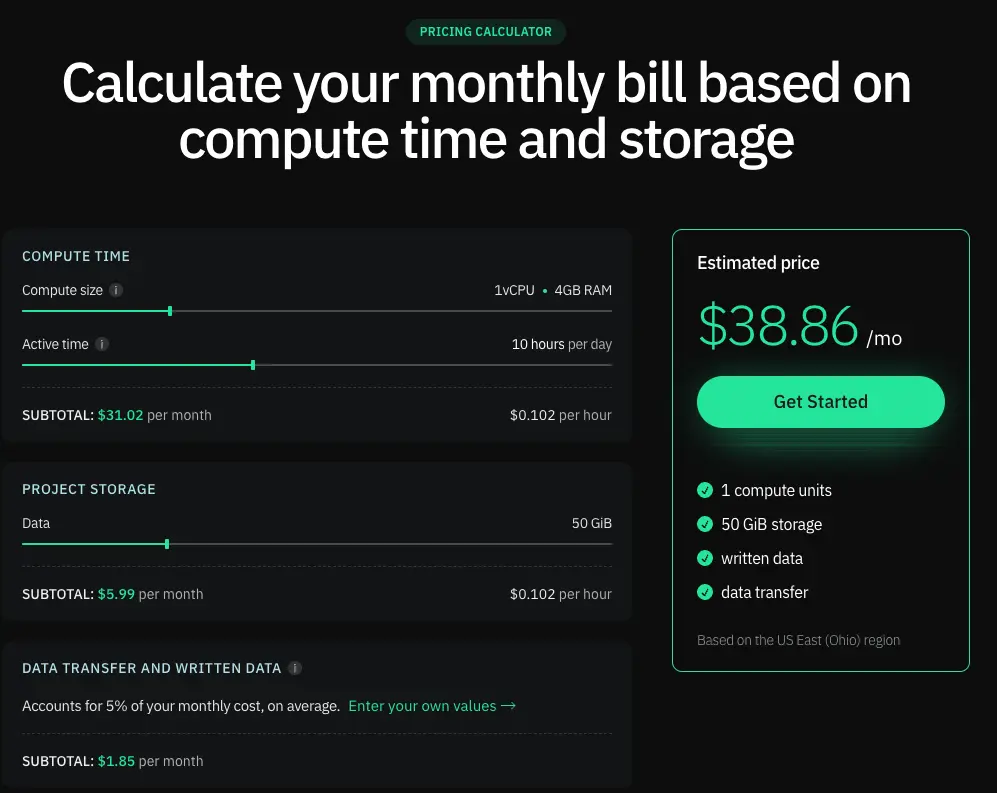 PRICING CALCULATOR
Calculate your monthly bill based on
compute time and storage
COMPUTE TIME
Compute size i 1vCPU • 4GB RAM
Active time i 10 hours per day
SUBTOTAL: $31.02 per month $0.102 per hour
PROJECT STORAGE
Data 50 GiB
SUBTOTAL: $5.99 per month $0.102 per hour
DATA TRANSFER AND WRITTEN DATA i
Accounts for 5% of your monthly cost, on average. Enter your own values →
SUBTOTAL: $1.85 per month
Estimated price
$38.86 /mo
Get Started
1 compute units
50 GiB storage
written data
data transfer
Based on the US East (Ohio) region